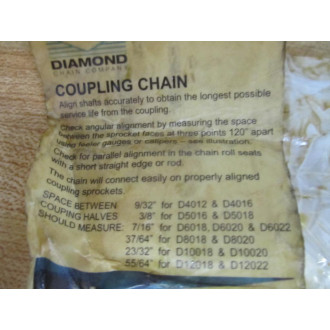 DIAMOND
CHAIN COMPANY
COUPLING CHAIN
Align shafts accurately to obtain the longest possible
service life from the coupling.
Check angular alignment by measuring the space
between the sprocket faces at three points 120° apart
using feeler gauges or calipers – see illustration.
Check for parallel alignment in the chain roll seats
with a short straight edge or rod.
The chain will connect easily on properly aligned
coupling sprockets.
SPACE BETWEEN 9/32" for D4012 & D4016
COUPING HALVES 3/8" for D5016 & D5018
SHOULD MEASURE: 7/16" for D6018, D6020 & D6022
37/64" for D8018 & D8020
23/32" for D10018 & D10020
55/64" for D12018 & D12022